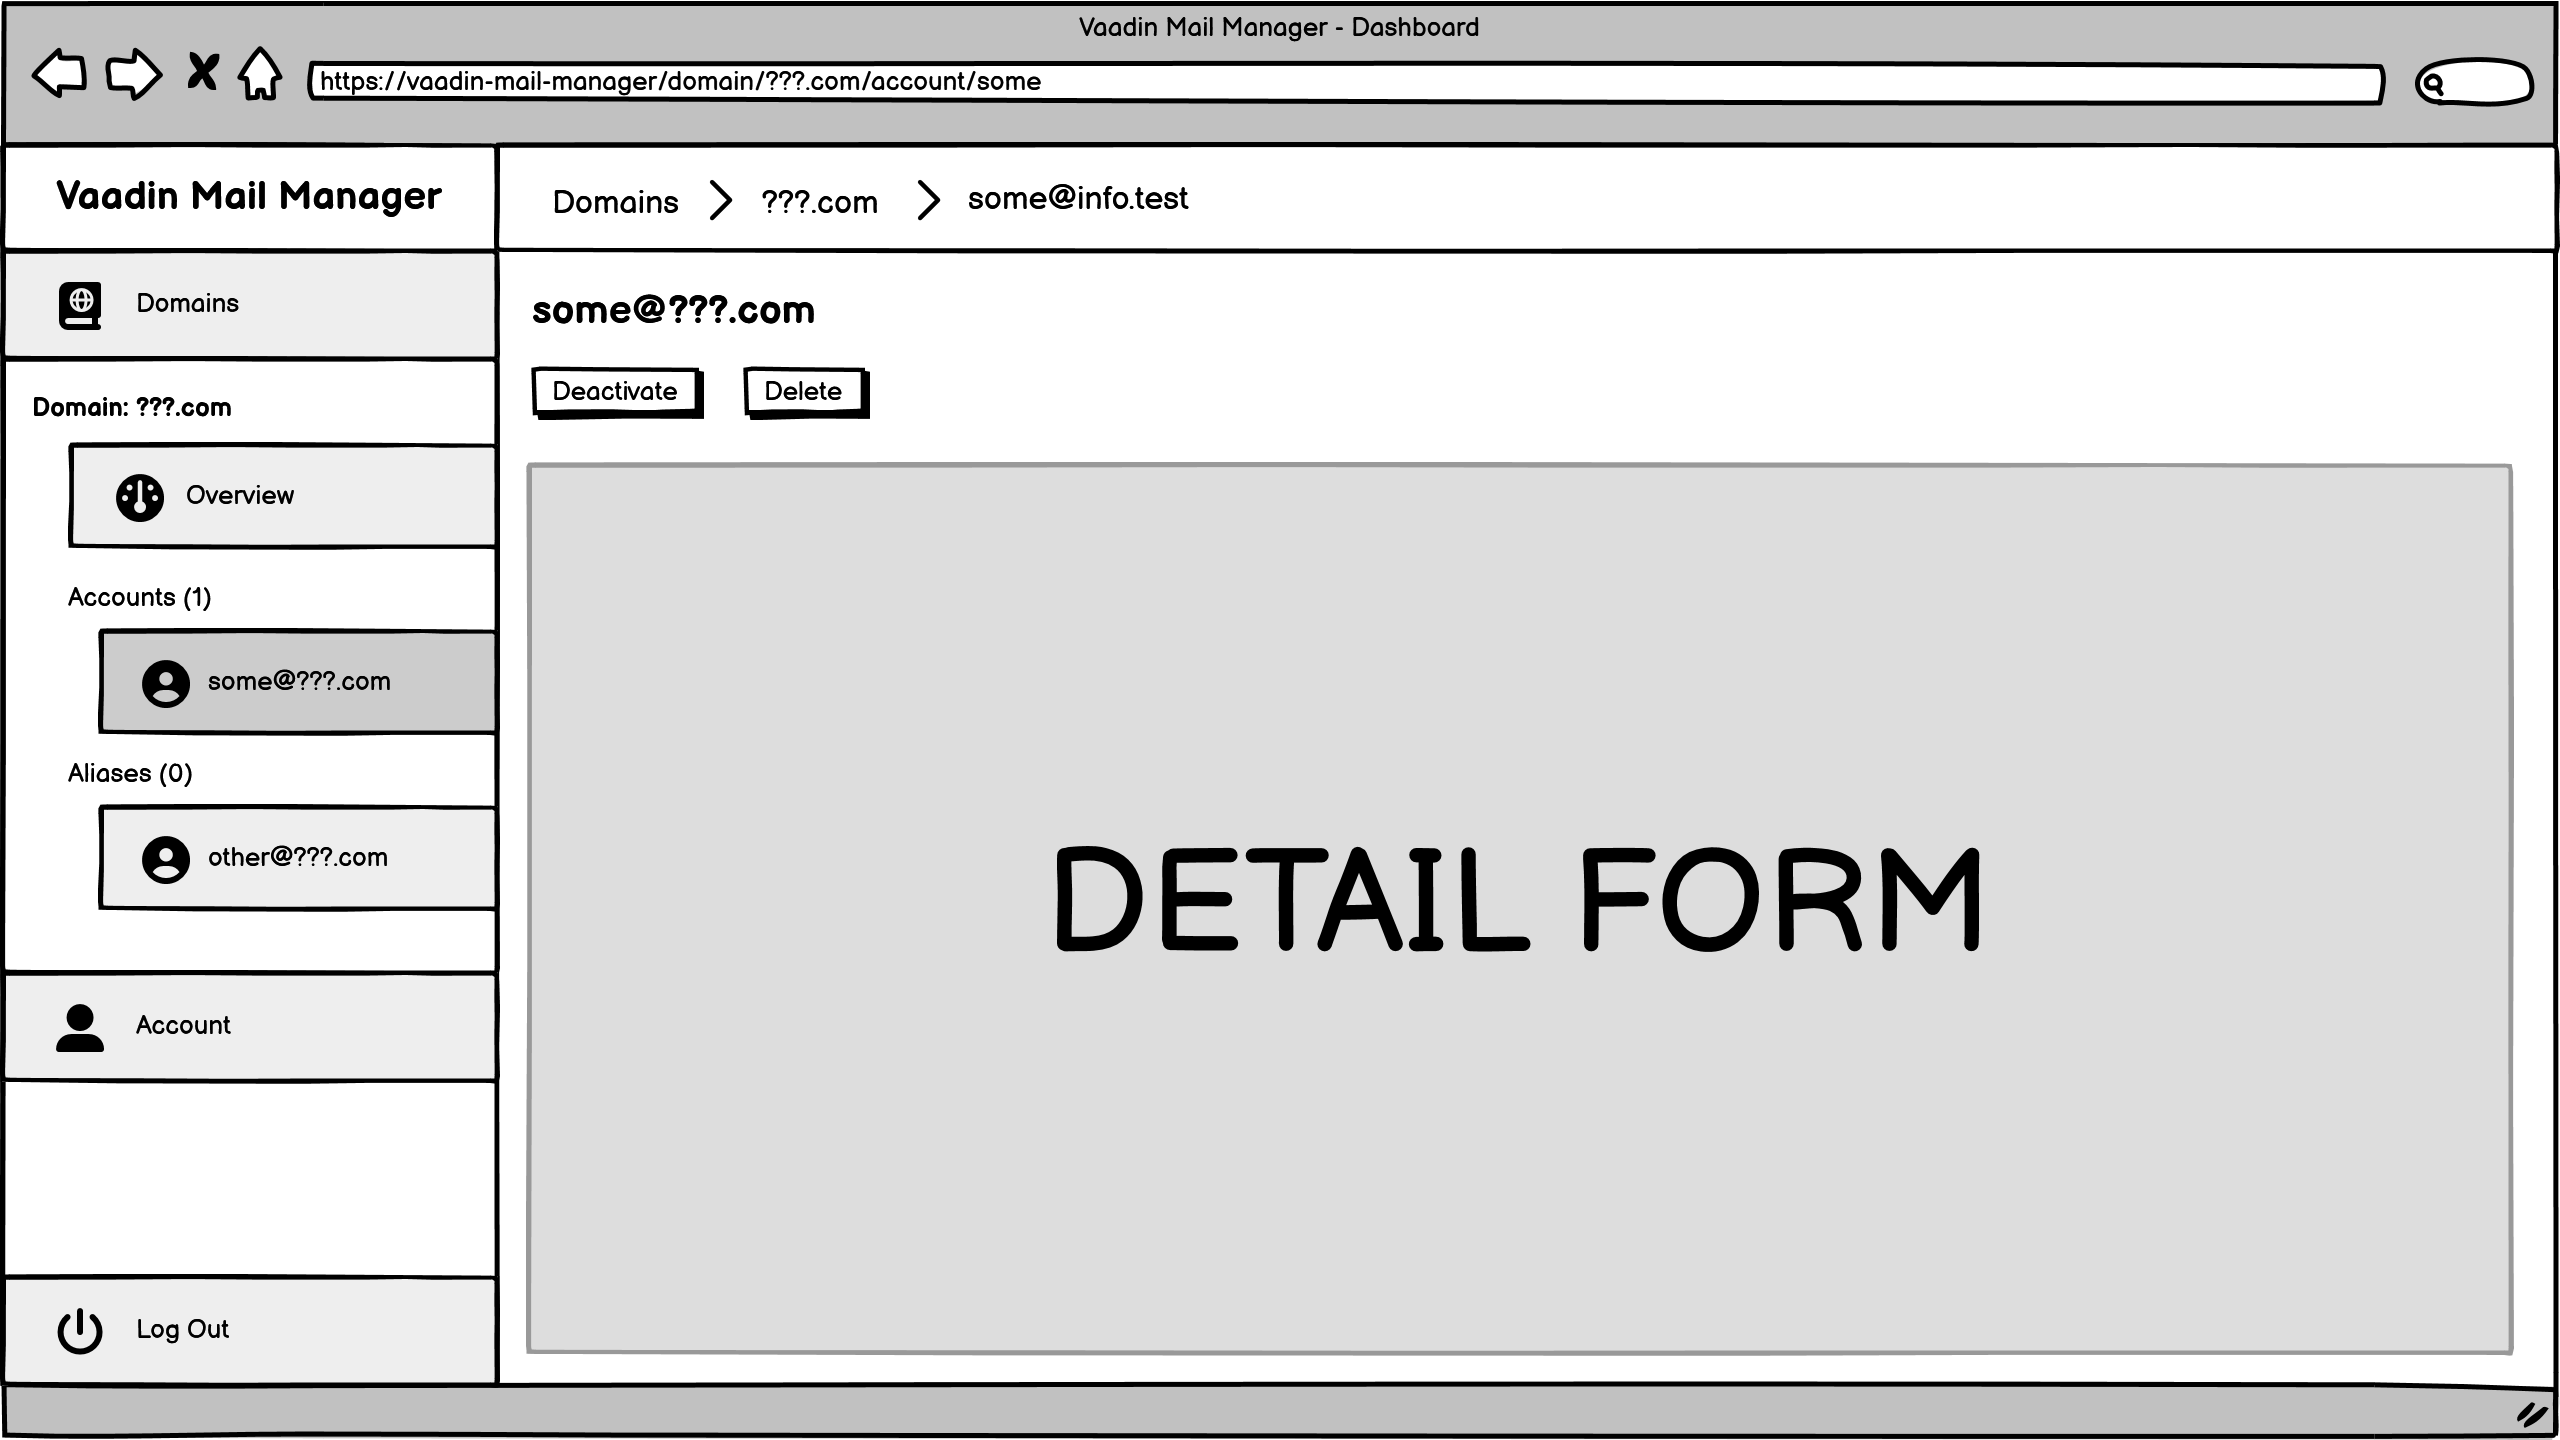 Vaadin Mail Manager - Dashboard
https://vaadin-mail-manager/domain/???.com/account/some
Vaadin Mail Manager
Domains
???.com
some@info.test
Domains
Domain: ???.com
Overview
Accounts (1)
some@???.com
Aliases (0)
other@???.com
Account
Log Out
some@???.com
Deactivate
Delete
DETAIL FORM